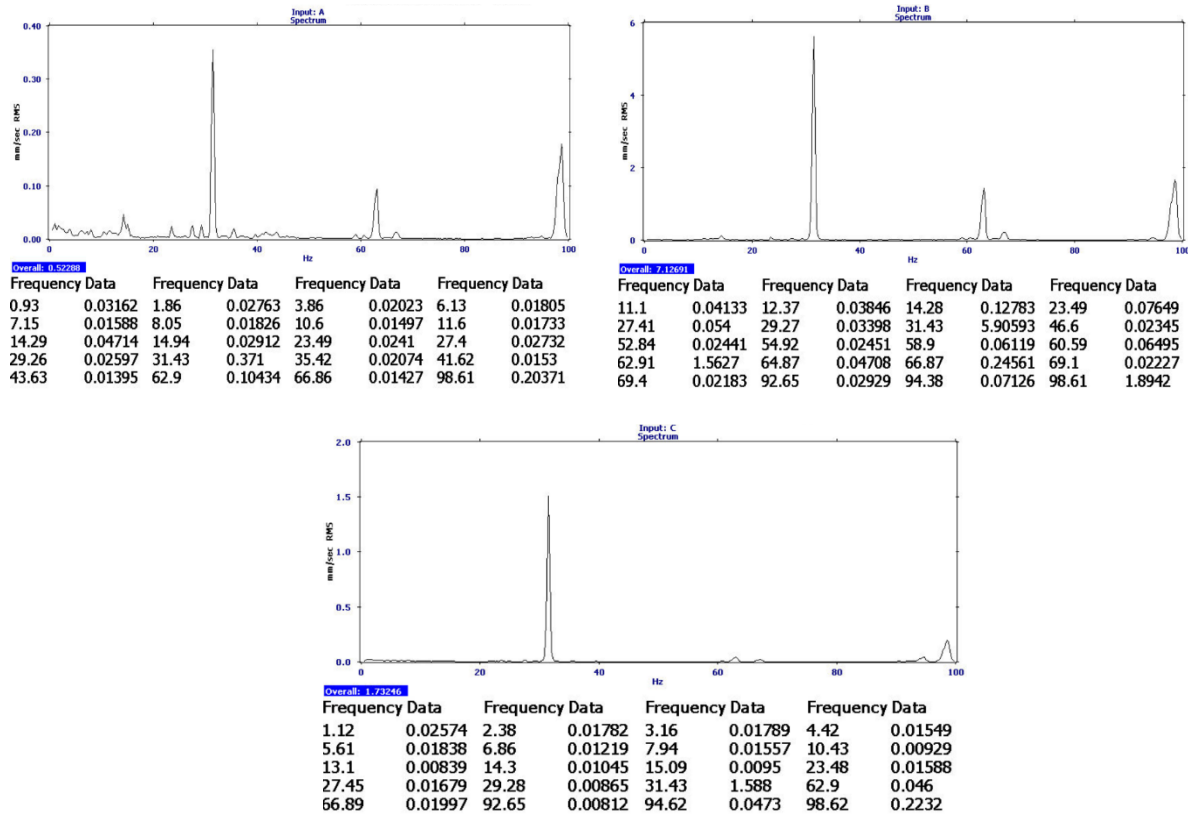 Input: A
Spectrum
0.40
0.30
0.20
0.10
0.00
mm/sec RMS
0 20 40 60 80 100
Hz
Overall: 0.52288
Frequency Data Frequency Data Frequency Data Frequency Data
0.93 0.03162 1.86 0.02763 3.86 0.02023 6.13 0.01805
7.15 0.01588 8.05 0.01826 10.6 0.01497 11.6 0.01733
14.29 0.04714 14.94 0.02912 23.49 0.0241 27.4 0.02732
29.26 0.02597 31.43 0.371 35.42 0.02074 41.62 0.0153
43.63 0.01395 62.9 0.10434 66.86 0.01427 98.61 0.20371
Input: B
Spectrum
6
4
2
0
mm/sec RMS
0 20 40 60 80 100
Hz
Overall: 7.12691
Frequency Data Frequency Data Frequency Data Frequency Data
11.1 0.04133 12.37 0.03846 14.28 0.12783 23.49 0.07649
27.41 0.054 29.27 0.03398 31.43 5.90593 46.6 0.02345
52.84 0.02441 54.92 0.02451 58.9 0.06119 60.59 0.06495
62.91 1.5627 64.87 0.04708 66.87 0.24561 69.1 0.02227
69.4 0.02183 92.65 0.02929 94.38 0.07126 98.61 1.8942
Input: C
Spectrum
2.0
1.5
1.0
0.5
0.0
mm/sec RMS
0 20 40 60 80 100
Hz
Overall: 1.73246
Frequency Data Frequency Data Frequency Data Frequency Data
1.12 0.02574 2.38 0.01782 3.16 0.01789 4.42 0.01549
5.61 0.01838 6.86 0.01219 7.94 0.01557 10.43 0.00929
13.1 0.00839 14.3 0.01045 15.09 0.0095 23.48 0.01588
27.45 0.01679 29.28 0.00865 31.43 1.588 62.9 0.046
66.89 0.01997 92.65 0.00812 94.62 0.0473 98.62 0.2232